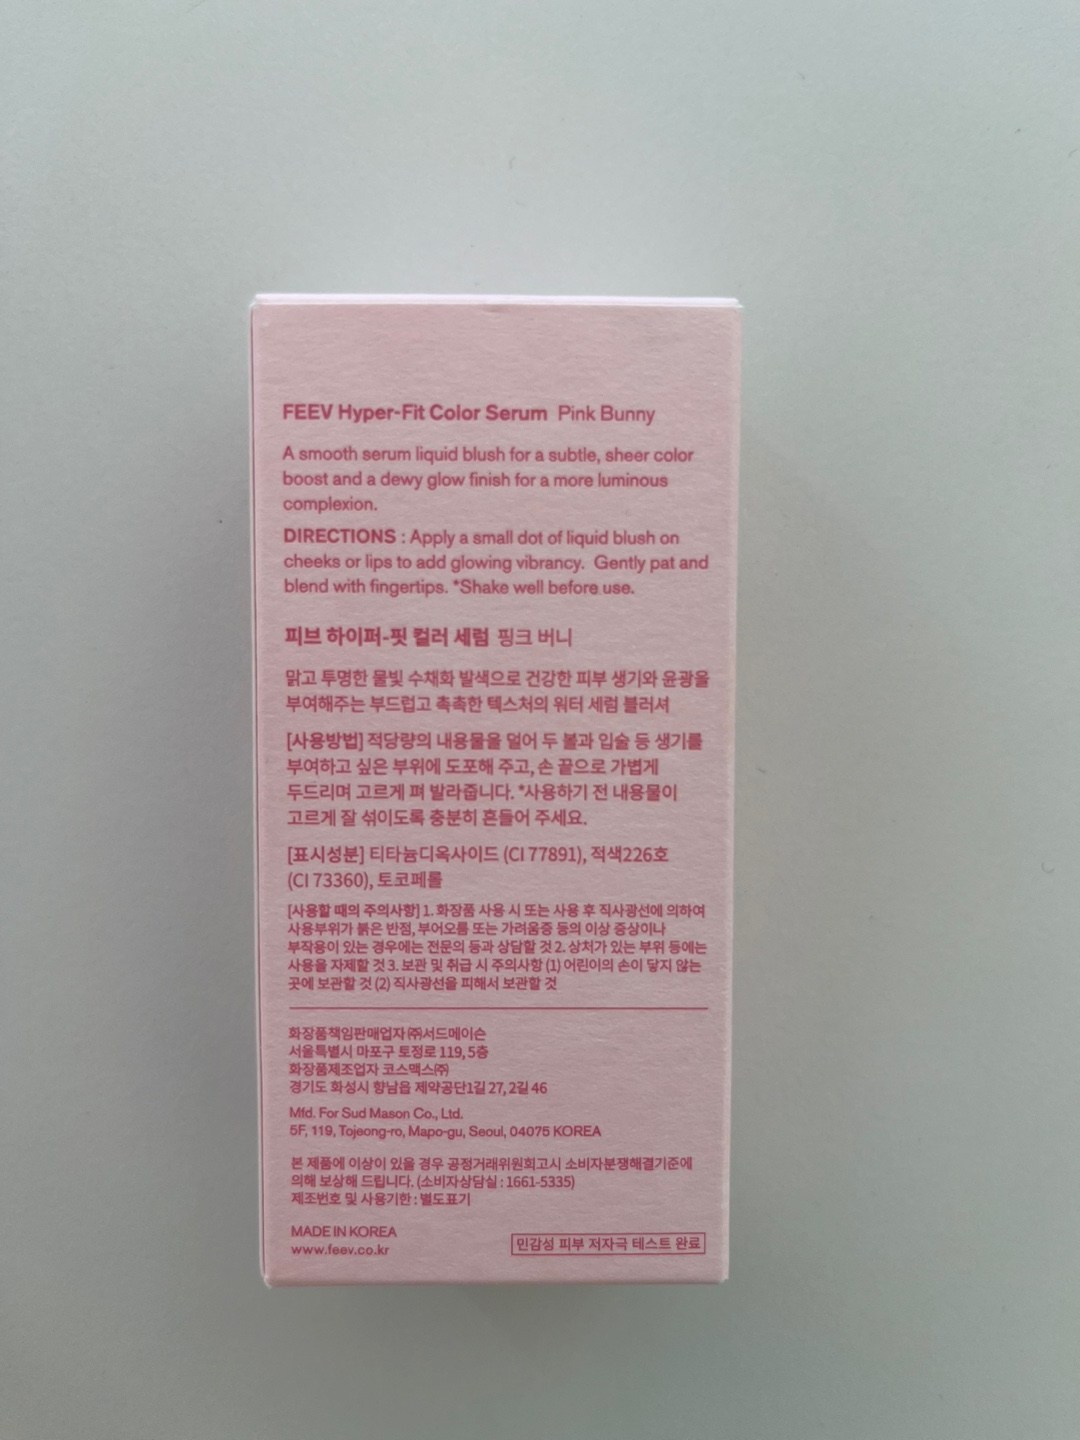 FEEV Hyper-Fit Color Serum Pink Bunny
A smooth serum liquid blush for a subtle, sheer color
boost and a dewy glow finish for a more luminous
complexion.
DIRECTIONS : Apply a small dot of liquid blush on
cheeks or lips to add glowing vibrancy. Gently pat and
blend with fingertips. *Shake well before use.
피브 하이퍼-핏 컬러 세럼 핑크 버니
맑고 투명한 물빛 수채화 발색으로 건강한 피부 생기와 윤광을
부여해주는 부드럽고 촉촉한 텍스처의 워터 세럼 블러셔
[사용방법] 적당량의 내용물을 덜어 두 볼과 입술 등 생기를
부여하고 싶은 부위에 도포해 주고, 손 끝으로 가볍게
두드리며 고르게 펴 발라줍니다. *사용하기 전 내용물이
고르게 잘 섞이도록 충분히 흔들어 주세요.
[표시성분] 티타늄디옥사이드 (CI 77891), 적색226호
(CI 73360), 토코페롤
[사용할 때의 주의사항] 1. 화장품 사용 시 또는 사용 후 직사광선에 의하여
사용부위가 붉은 반점, 부어오름 또는 가려움증 등의 이상 증상이나
부작용이 있는 경우에는 전문의 등과 상담할 것 2. 상처가 있는 부위 등에는
사용을 자제할 것 3. 보관 및 취급 시 주의사항 (1) 어린이의 손이 닿지 않는
곳에 보관할 것 (2) 직사광선을 피해서 보관할 것
화장품책임판매업자 ㈜서드메이슨
서울특별시 마포구 토정로 119, 5층
화장품제조업자 코스맥스㈜
경기도 화성시 향남읍 제약공단1길 27, 2길 46
Mfd. For Sud Mason Co., Ltd.
5F, 119, Tojeong-ro, Mapo-gu, Seoul, 04075 KOREA
본 제품에 이상이 있을 경우 공정거래위원회고시 소비자분쟁해결기준에
의해 보상해 드립니다. (소비자상담실 : 1661-5335)
제조번호 및 사용기한 : 별도표기
MADE IN KOREA
www.feev.co.kr
민감성 피부 저자극 테스트 완료